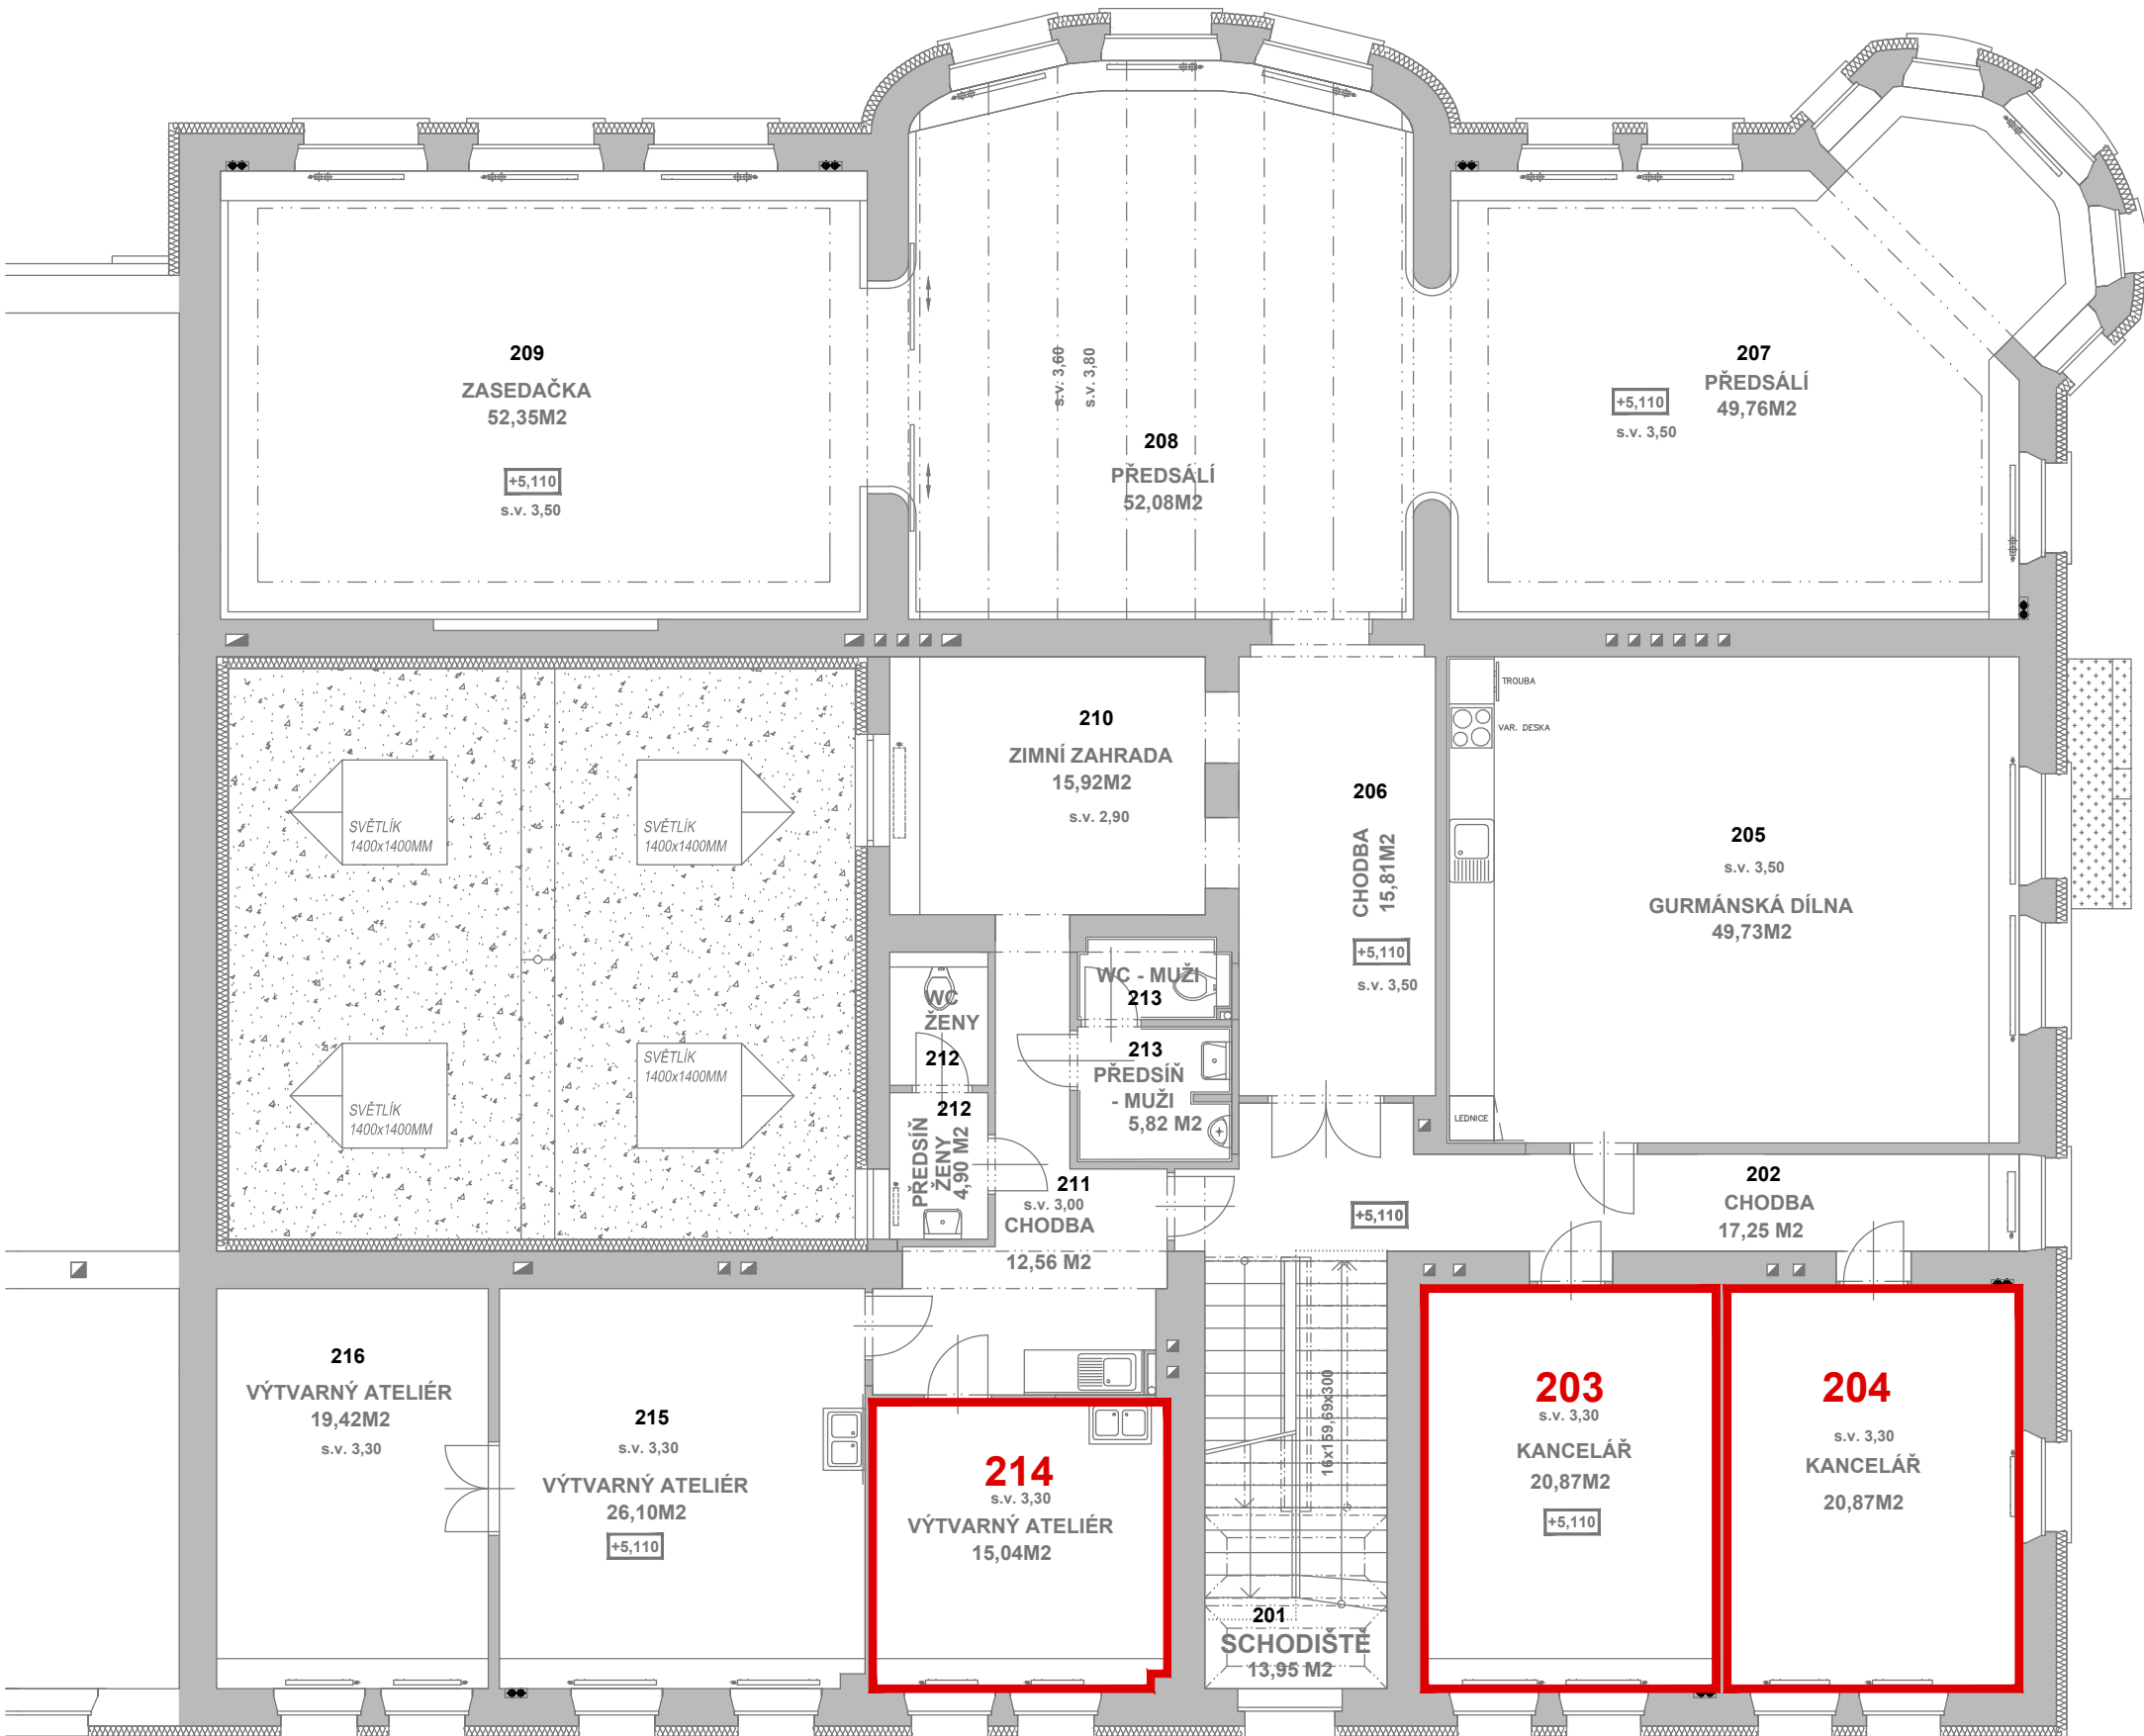 209
ZASEDAČKA
52,35M2
+5,110
s.v. 3,50
s.v. 3,60
s.v. 3,80
208
PŘEDSÁLÍ
52,08M2
207
PŘEDSÁLÍ
49,76M2
+5,110
s.v. 3,50
SVĚTLÍK
1400x1400MM
SVĚTLÍK
1400x1400MM
SVĚTLÍK
1400x1400MM
SVĚTLÍK
1400x1400MM
210
ZIMNÍ ZAHRADA
15,92M2
s.v. 2,90
206
CHODBA
15,81M2
+5,110
s.v. 3,50
TROUBA
VAR. DESKA
205
s.v. 3,50
GURMÁNSKÁ DÍLNA
49,73M2
LEDNICE
WC
ŽENY
212
212
PŘEDSÍŇ
ŽENY
4,90 M2
WC - MUŽI
213
213
PŘEDSÍŇ
- MUŽI
5,82 M2
211
s.v. 3,00
CHODBA
12,56 M2
+5,110
202
CHODBA
17,25 M2
216
VÝTVARNÝ ATELIÉR
19,42M2
s.v. 3,30
215
s.v. 3,30
VÝTVARNÝ ATELIÉR
26,10M2
+5,110
214
s.v. 3,30
VÝTVARNÝ ATELIÉR
15,04M2
16x159,69x300
201
SCHODIŠTĚ
13,95 M2
203
s.v. 3,30
KANCELÁŘ
20,87M2
+5,110
204
s.v. 3,30
KANCELÁŘ
20,87M2